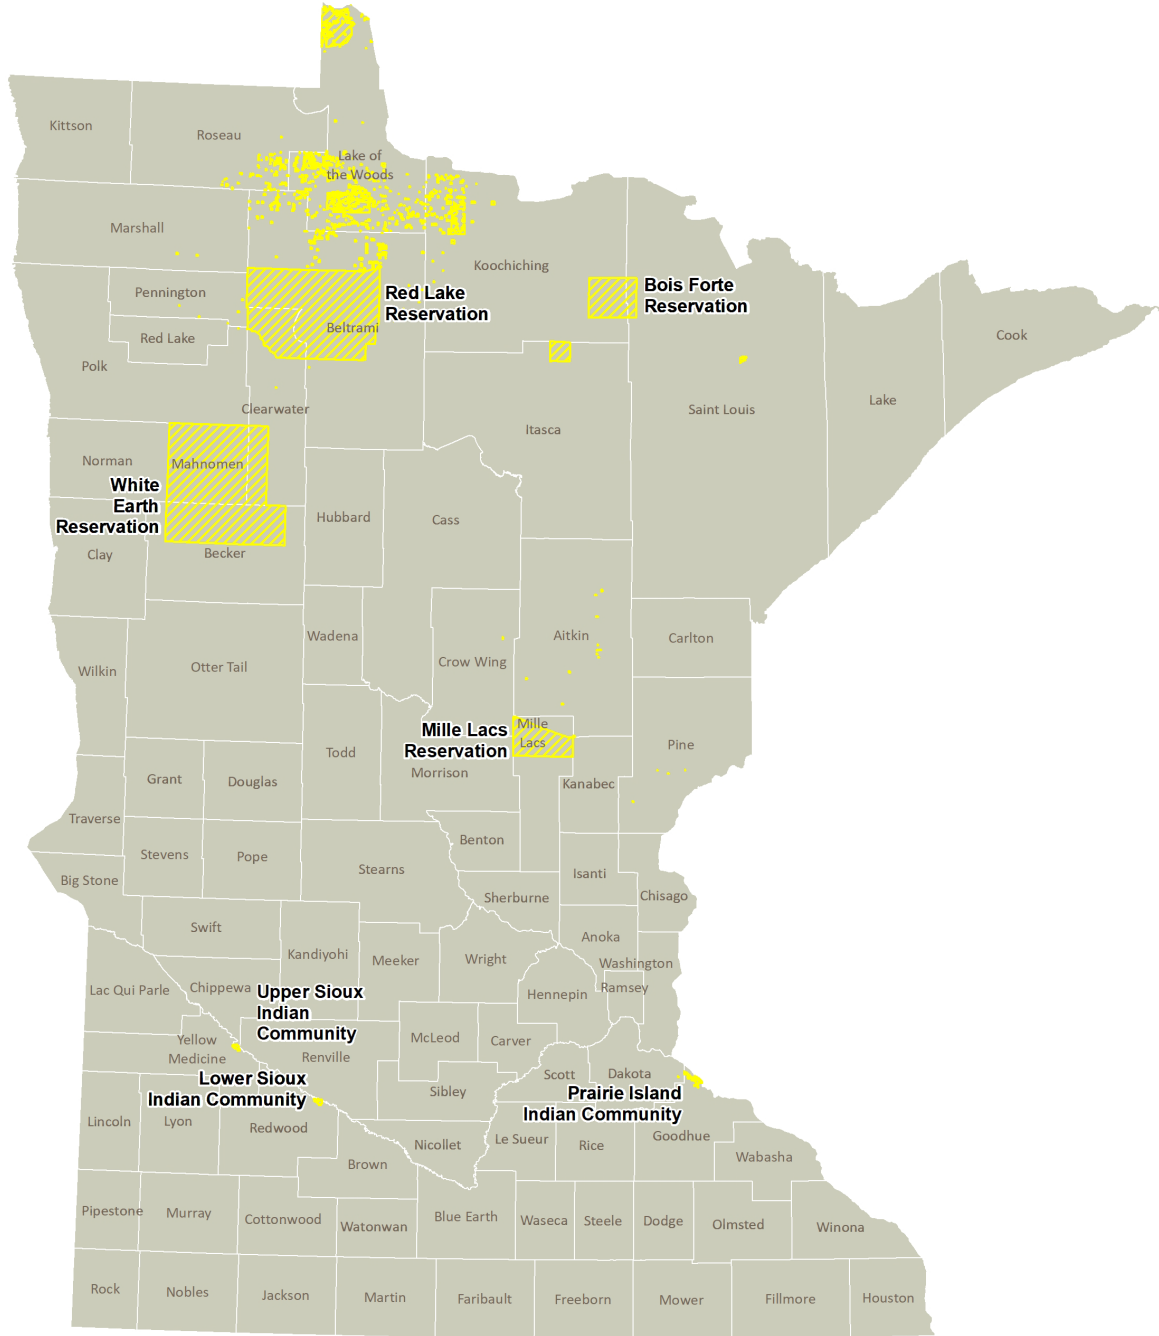 Kittson
Roseau
Lake of
the Woods
Marshall
Koochiching
Pennington
Red Lake
Reservation
Bois Forte
Reservation
Beltrami
Red Lake
Cook
Polk
Clearwater
Saint Louis
Lake
Itasca
Norman
Mahnomen
White
Earth
Reservation
Hubbard
Cass
Clay
Becker
Wadena
Aitkin
Carlton
Crow Wing
Otter Tail
Wilkin
Mille
Lacs
Mille Lacs
Reservation
Pine
Todd
Morrison
Grant
Douglas
Kanabec
Traverse
Benton
Stevens
Pope
Stearns
Isanti
Big Stone
Sherburne
Chisago
Swift
Anoka
Kandiyohi
Meeker
Wright
Washington
Lac Qui Parle
Chippewa
Upper Sioux
Indian
Community
Hennepin
Ramsey
Yellow
Medicine
Renville
McLeod
Carver
Lower Sioux
Indian Community
Sibley
Scott
Dakota
Prairie Island
Indian Community
Lincoln
Lyon
Redwood
Nicollet
Le Sueur
Rice
Goodhue
Brown
Wabasha
Pipestone
Murray
Cottonwood
Watonwan
Blue Earth
Waseca
Steele
Dodge
Olmsted
Winona
Rock
Nobles
Jackson
Martin
Faribault
Freeborn
Mower
Fillmore
Houston